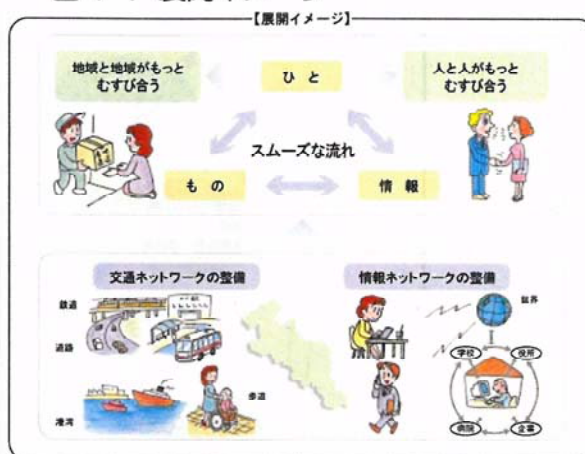 【展開イメージ】
地域と地域がもっと
むすび合う
ひと
人と人がもっと
むすび合う
スムーズな流れ
もの
情報
交通ネットワークの整備
情報ネットワークの整備
鉄道
道路
港湾
歩道
世界
学校
役所
病院
企業